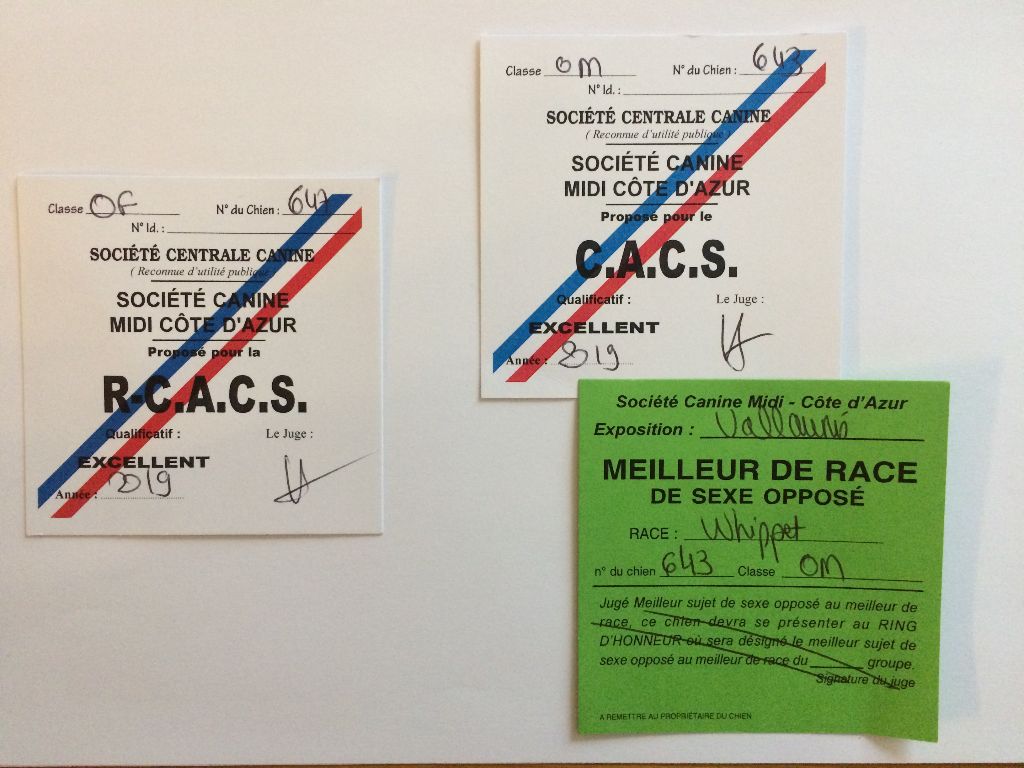 Classe OF N° du Chien : 647
N° Id. :
SOCIÉTÉ CENTRALE CANINE
( Reconnue d'utilité publique )
SOCIÉTÉ CANINE
MIDI CÔTE D'AZUR
Proposé pour la
R-C.A.C.S.
Qualificatif : Le Juge :
EXCELLENT
Année : 2019
Classe OM N° du Chien : 643
N° Id. :
SOCIÉTÉ CENTRALE CANINE
( Reconnue d'utilité publique )
SOCIÉTÉ CANINE
MIDI CÔTE D'AZUR
Proposé pour le
C.A.C.S.
Qualificatif : Le Juge :
EXCELLENT
Année : 2019
Société Canine Midi - Côte d'Azur
Exposition : Vallauris
MEILLEUR DE RACE
DE SEXE OPPOSÉ
RACE : Whippet
n° du chien 643 Classe OM
Jugé Meilleur sujet de sexe opposé au meilleur de
race, ce chien devra se présenter au RING
D'HONNEUR où sera désigné le meilleur sujet de
sexe opposé au meilleur de race du ______ groupe.
Signature du juge
A REMETTRE AU PROPRIÉTAIRE DU CHIEN